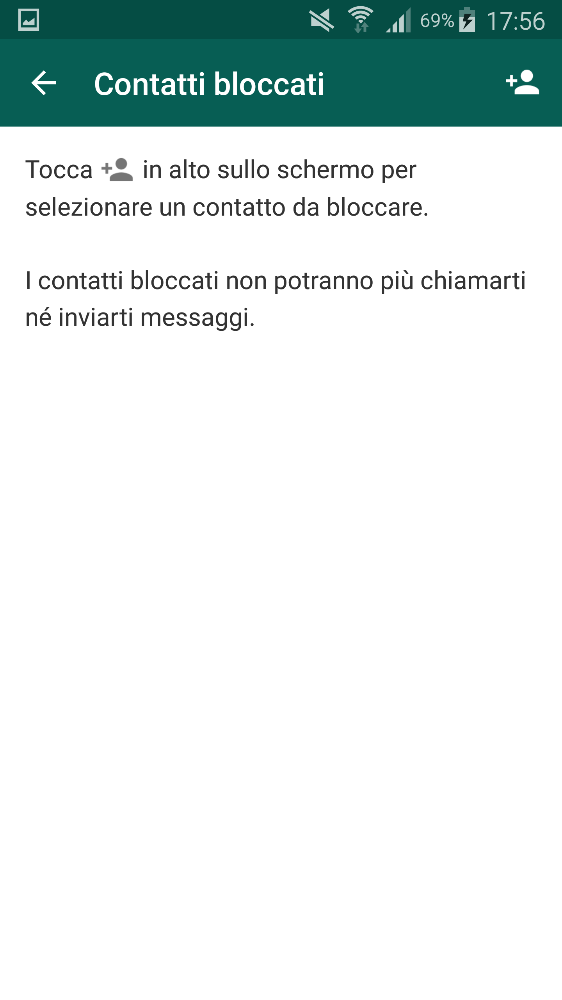 69% 17:56
Contatti bloccati
Tocca in alto sullo schermo per
selezionare un contatto da bloccare.
I contatti bloccati non potranno più chiamarti
né inviarti messaggi.